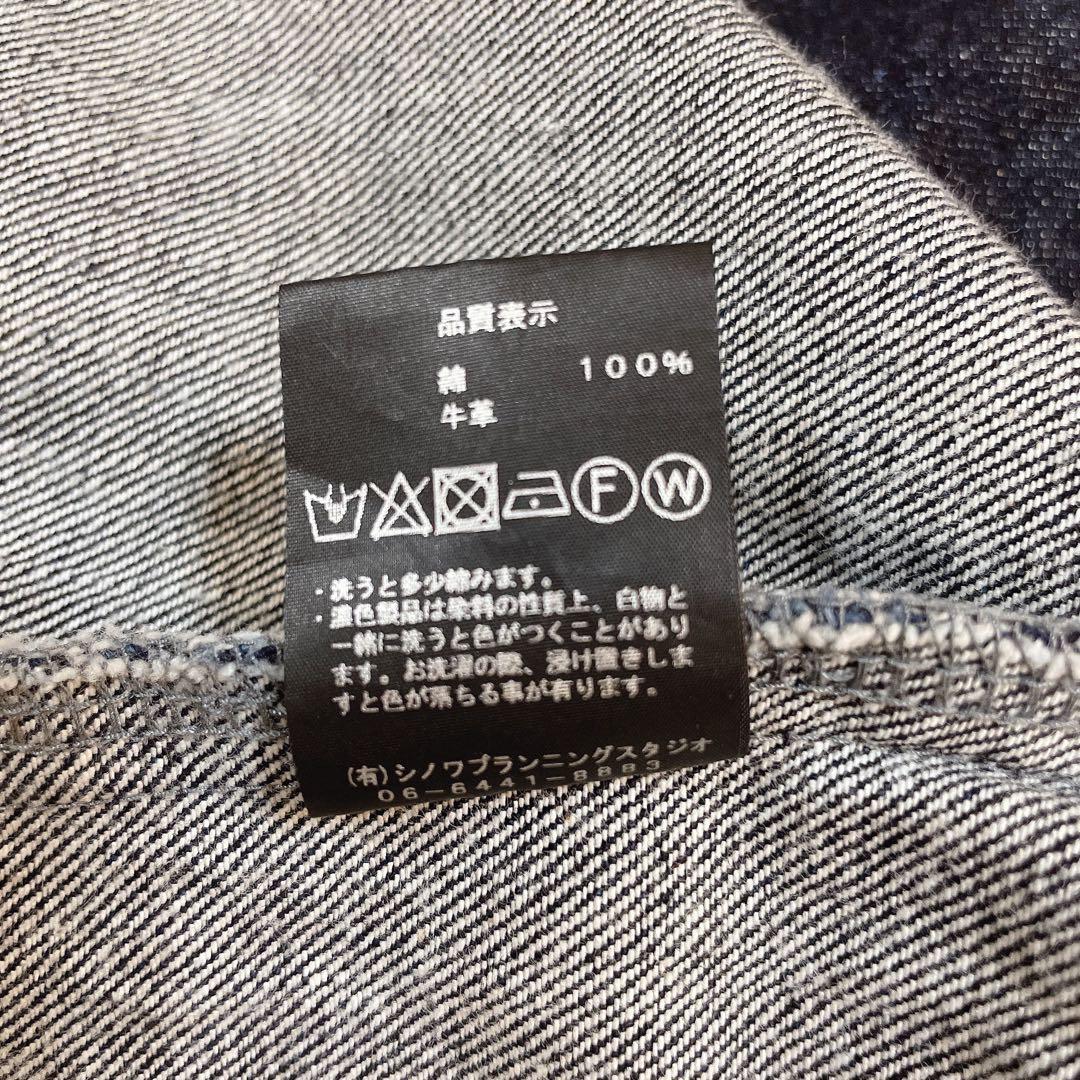 品質表示
綿 100%
牛革
F W
・洗うと多少縮みます。
・濃色製品は染料の性質上、白物と
一緒に洗うと色がつくことがあり
ます。お洗濯の際、浸け置きしま
すと色が落ちる事が有ります。
(有)シノワプランニングスタジオ
06-6441-8883